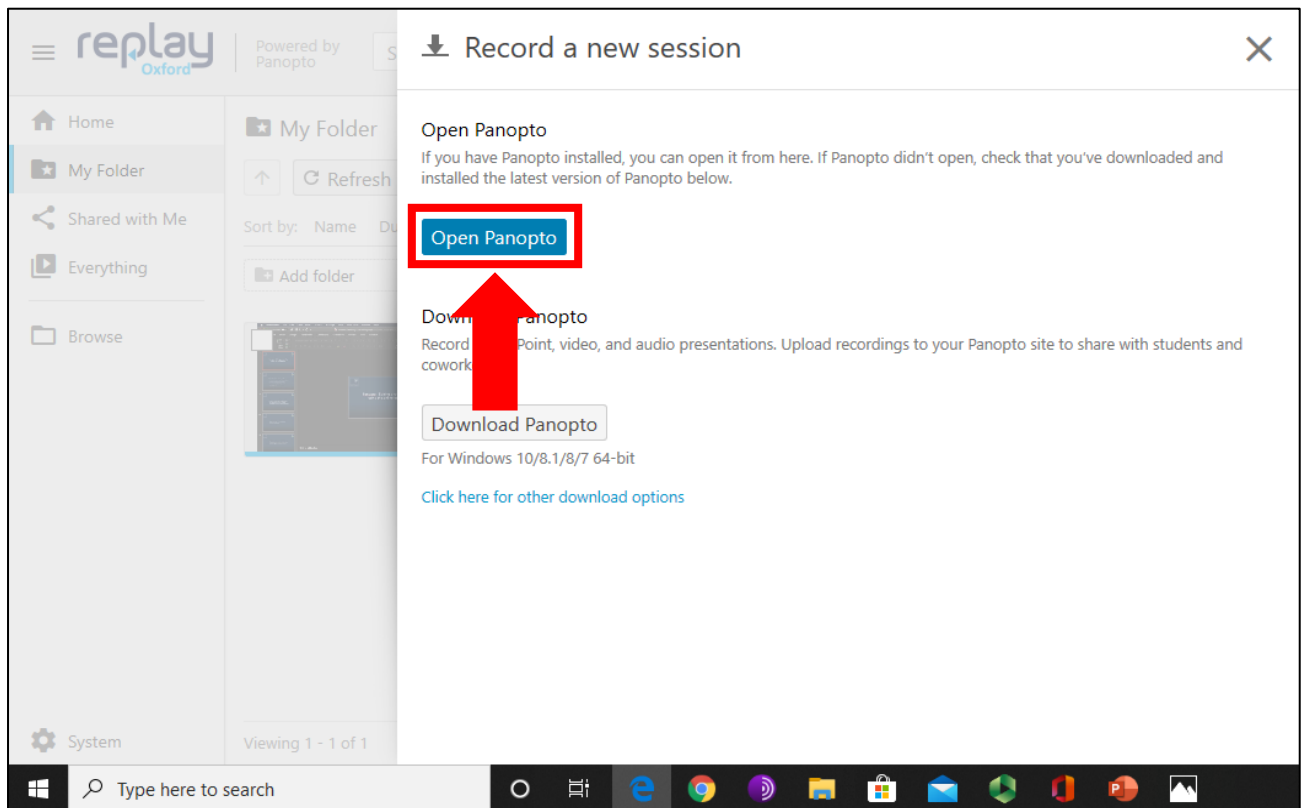 replay
Oxford
Powered by
Panopto
S
Home
My Folder
Shared with Me
Everything
Browse
System
My Folder
Refresh
Sort by: Name Du
Add folder
Viewing 1 - 1 of 1
Record a new session
Open Panopto
If you have Panopto installed, you can open it from here. If Panopto didn't open, check that you've downloaded and
installed the latest version of Panopto below.
Open Panopto
Down anopto
Record Point, video, and audio presentations. Upload recordings to your Panopto site to share with students and
cowork
Download Panopto
For Windows 10/8.1/8/7 64-bit
Click here for other download options
Type here to search